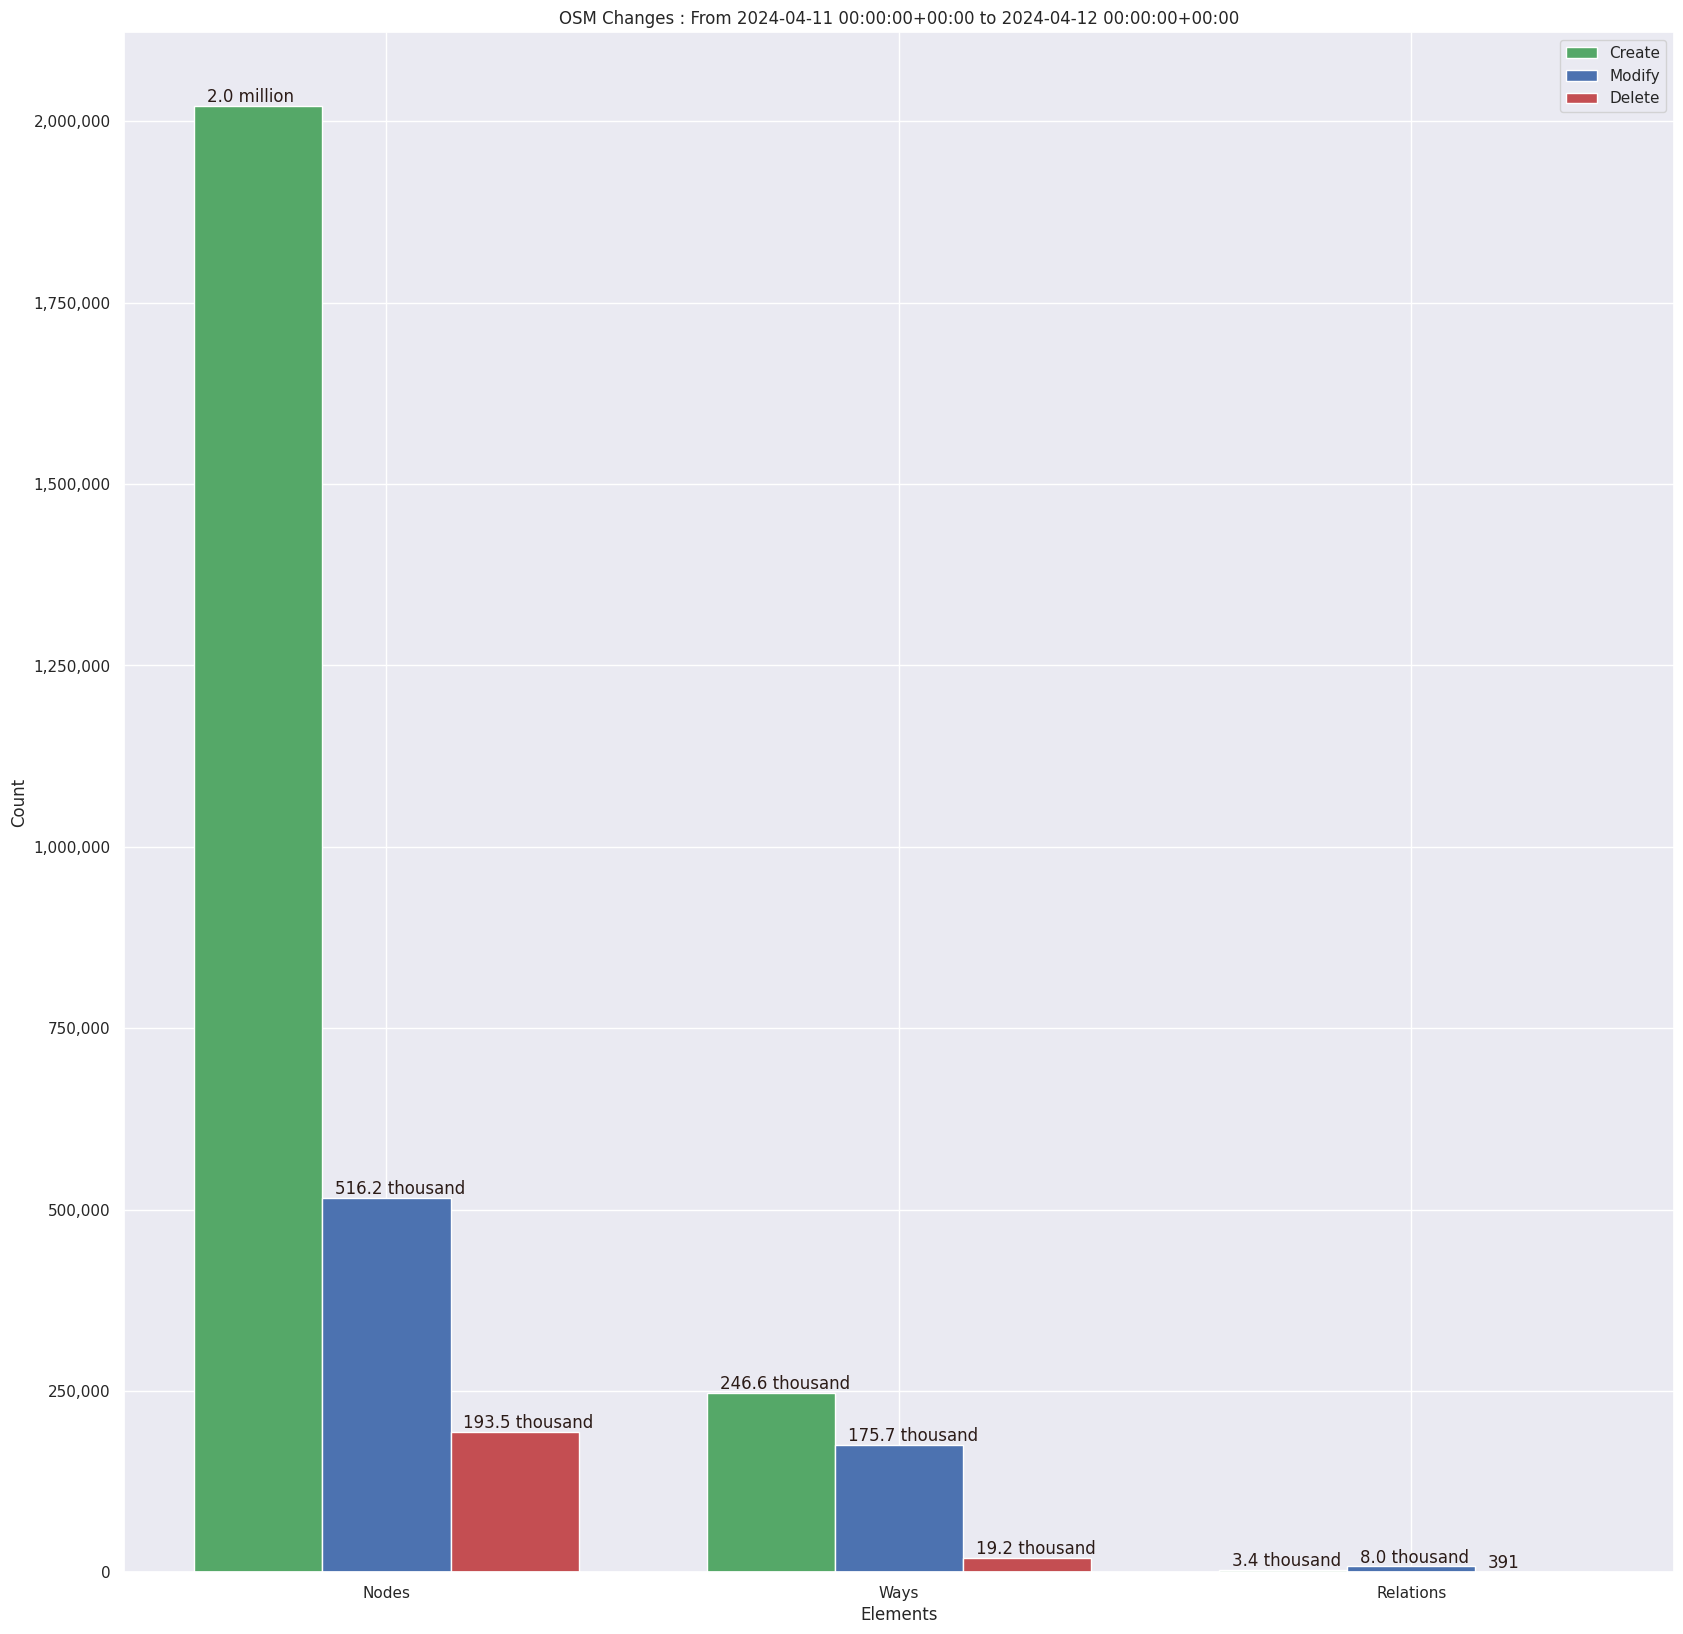 OSM Changes : From 2024-04-11 00:00:00+00:00 to 2024-04-12 00:00:00+00:00
Create
Modify
Delete
2.0 million
2,000,000
1,750,000
1,500,000
1,250,000
1,000,000
750,000
500,000
250,000
0
Count
516.2 thousand
193.5 thousand
246.6 thousand
175.7 thousand
19.2 thousand
3.4 thousand
8.0 thousand
391
Nodes
Ways
Relations
Elements